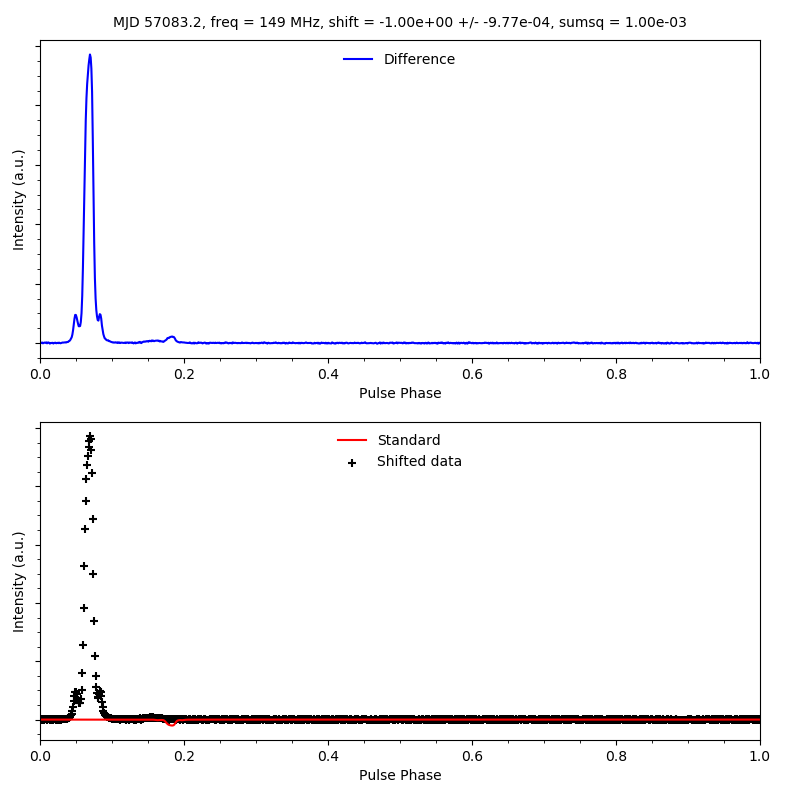 MJD 57083.2, freq = 149 MHz, shift = -1.00e+00 +/- -9.77e-04, sumsq = 1.00e-03
Difference
Intensity (a.u.)
0.0 0.2 0.4 0.6 0.8 1.0
Pulse Phase
Standard
Shifted data
Intensity (a.u.)
0.0 0.2 0.4 0.6 0.8 1.0
Pulse Phase